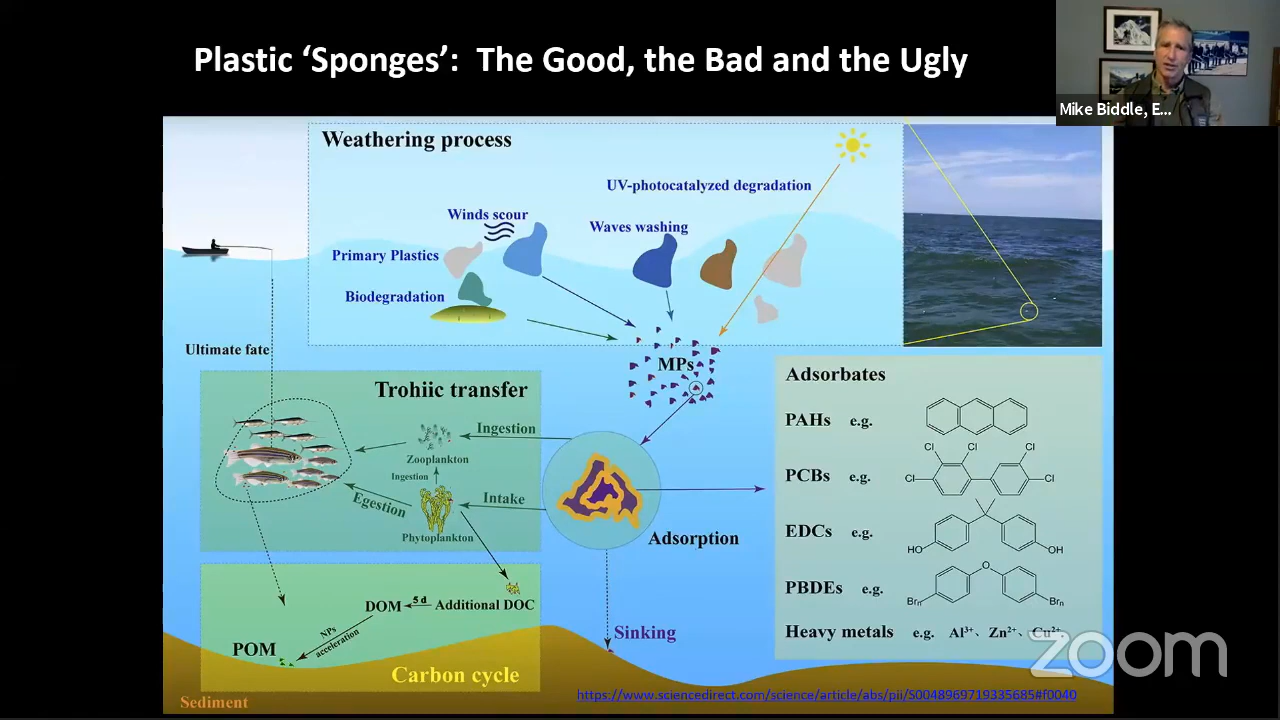 Plastic ‘Sponges’:  The Good, the Bad and the Ugly
Mike Biddle, E...
Weathering process
UV-photocatalyzed degradation
Winds scour
Waves washing
Primary Plastics
Biodegradation
Ultimate fate
MPs
Trohiic transfer
Ingestion
Zooplankton
Ingestion
Egestion
Intake
Phytoplankton
Adsorption
Adsorbates
PAHs e.g.
PCBs e.g.
Cl Cl Cl
Cl Cl
EDCs e.g.
HO OH
PBDEs e.g.
O
Brn Brn
Heavy metals e.g. Al³⁺、 Zn²⁺、 Cu²⁺
DOM 5 d Additional DOC
NPs
acceleration
POM
Sinking
Carbon cycle
Sediment
https://www.sciencedirect.com/science/article/abs/pii/S0048969719335685#f0040
zoom